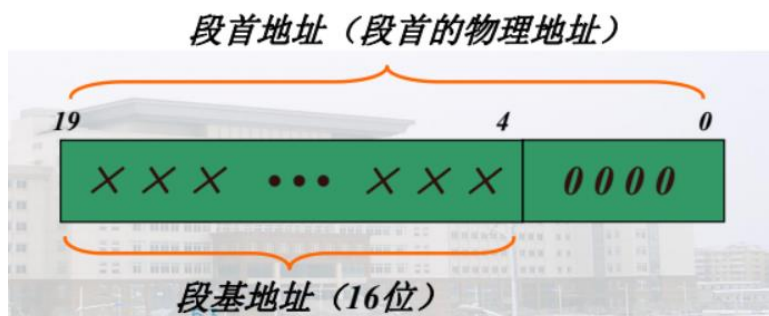 段首地址（段首的物理地址）
19 4 0
××× ••• ××× 0000
段基地址（16位）